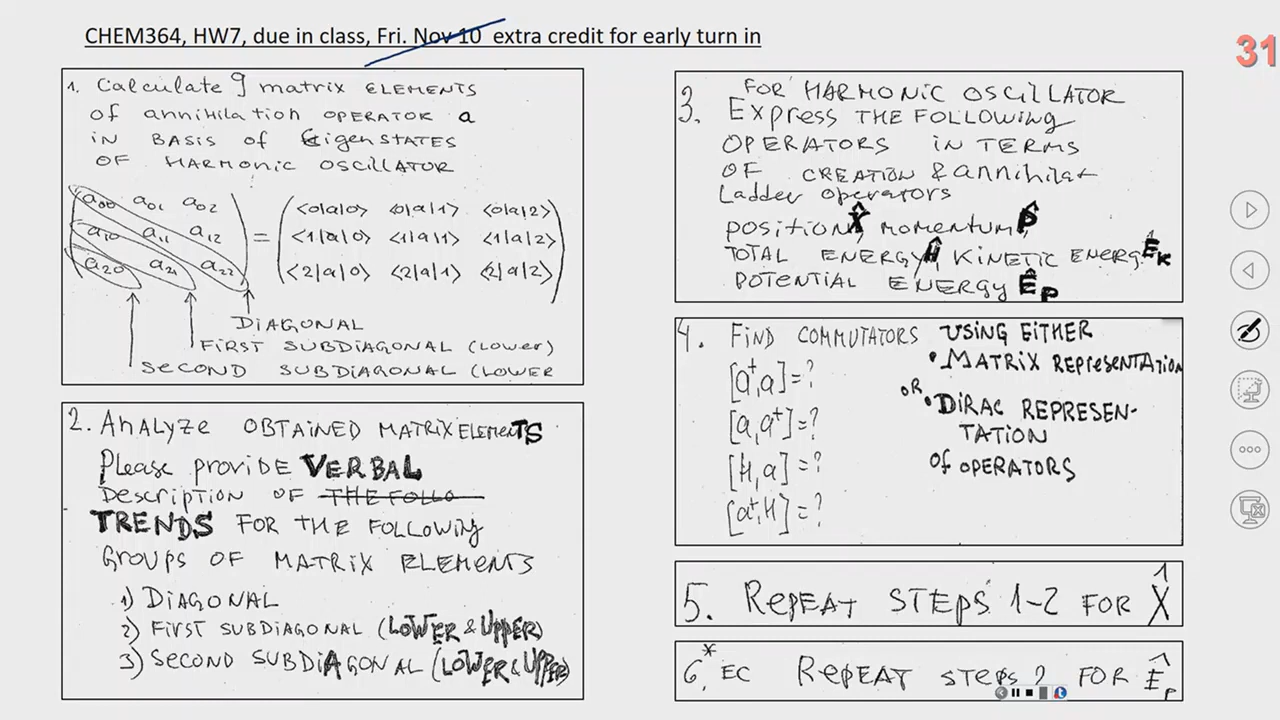 CHEM364, HW7, due in class, Fri. Nov 10 extra credit for early turn in
31
1. Calculate 9 matrix ELEMENTS
of annihilation OPERATOR a
in BASIS of EigenSTATES
OF HARMONIC OSCILLATOR
a₀₀ a₀₁ a₀₂
a₁₀ a₁₁ a₁₂
a₂₀ a₂₁ a₂₂
=
<0|a|0> <0|a|1> <0|a|2>
<1|a|0> <1|a|1> <1|a|2>
<2|a|0> <2|a|1> <2|a|2>
DIAGONAL
FIRST SUBDIAGONAL (Lower)
SECOND SUBDIAGONAL (LOWER
2. AnALyze OBTAINED MATRIX ELEmenTS
Please provide VERBAL
Description OF THE FOLLO
TRENDS FOR THE FOLLOWING
GROUPS OF MATRIX ELEMENTS
1) DIAGONAL
2) FIRST SUBDIAGONAL (LOWER & UPPER)
3) SECOND SUBDIAGONAL (LOWER & UPPER)
FOR HARMONIC OSCILLATOR
3. Express THE FOLLOWING
OPERATORS IN TERMS
OF CREATION & annihilat
Ladder operators
position X̂, momentum P̂
TOTAL ENERGY Ĥ, KINETIC ENERGY Ê_K
POTENTIAL ENERGY Ê_P
4. FIND COMMUTATORS USING EITHER
• MATRIX REPRESENTATION
OR • DIRAC REPRESEN-
TATION
OF OPERATORS
[a⁺,a]=?
[a,a⁺]=?
[H,a]=?
[a⁺,H]=?
5. REPEAT STEPS 1-2 FOR X̂
6.* EC REPEAT STEPS ? FOR Ê_P